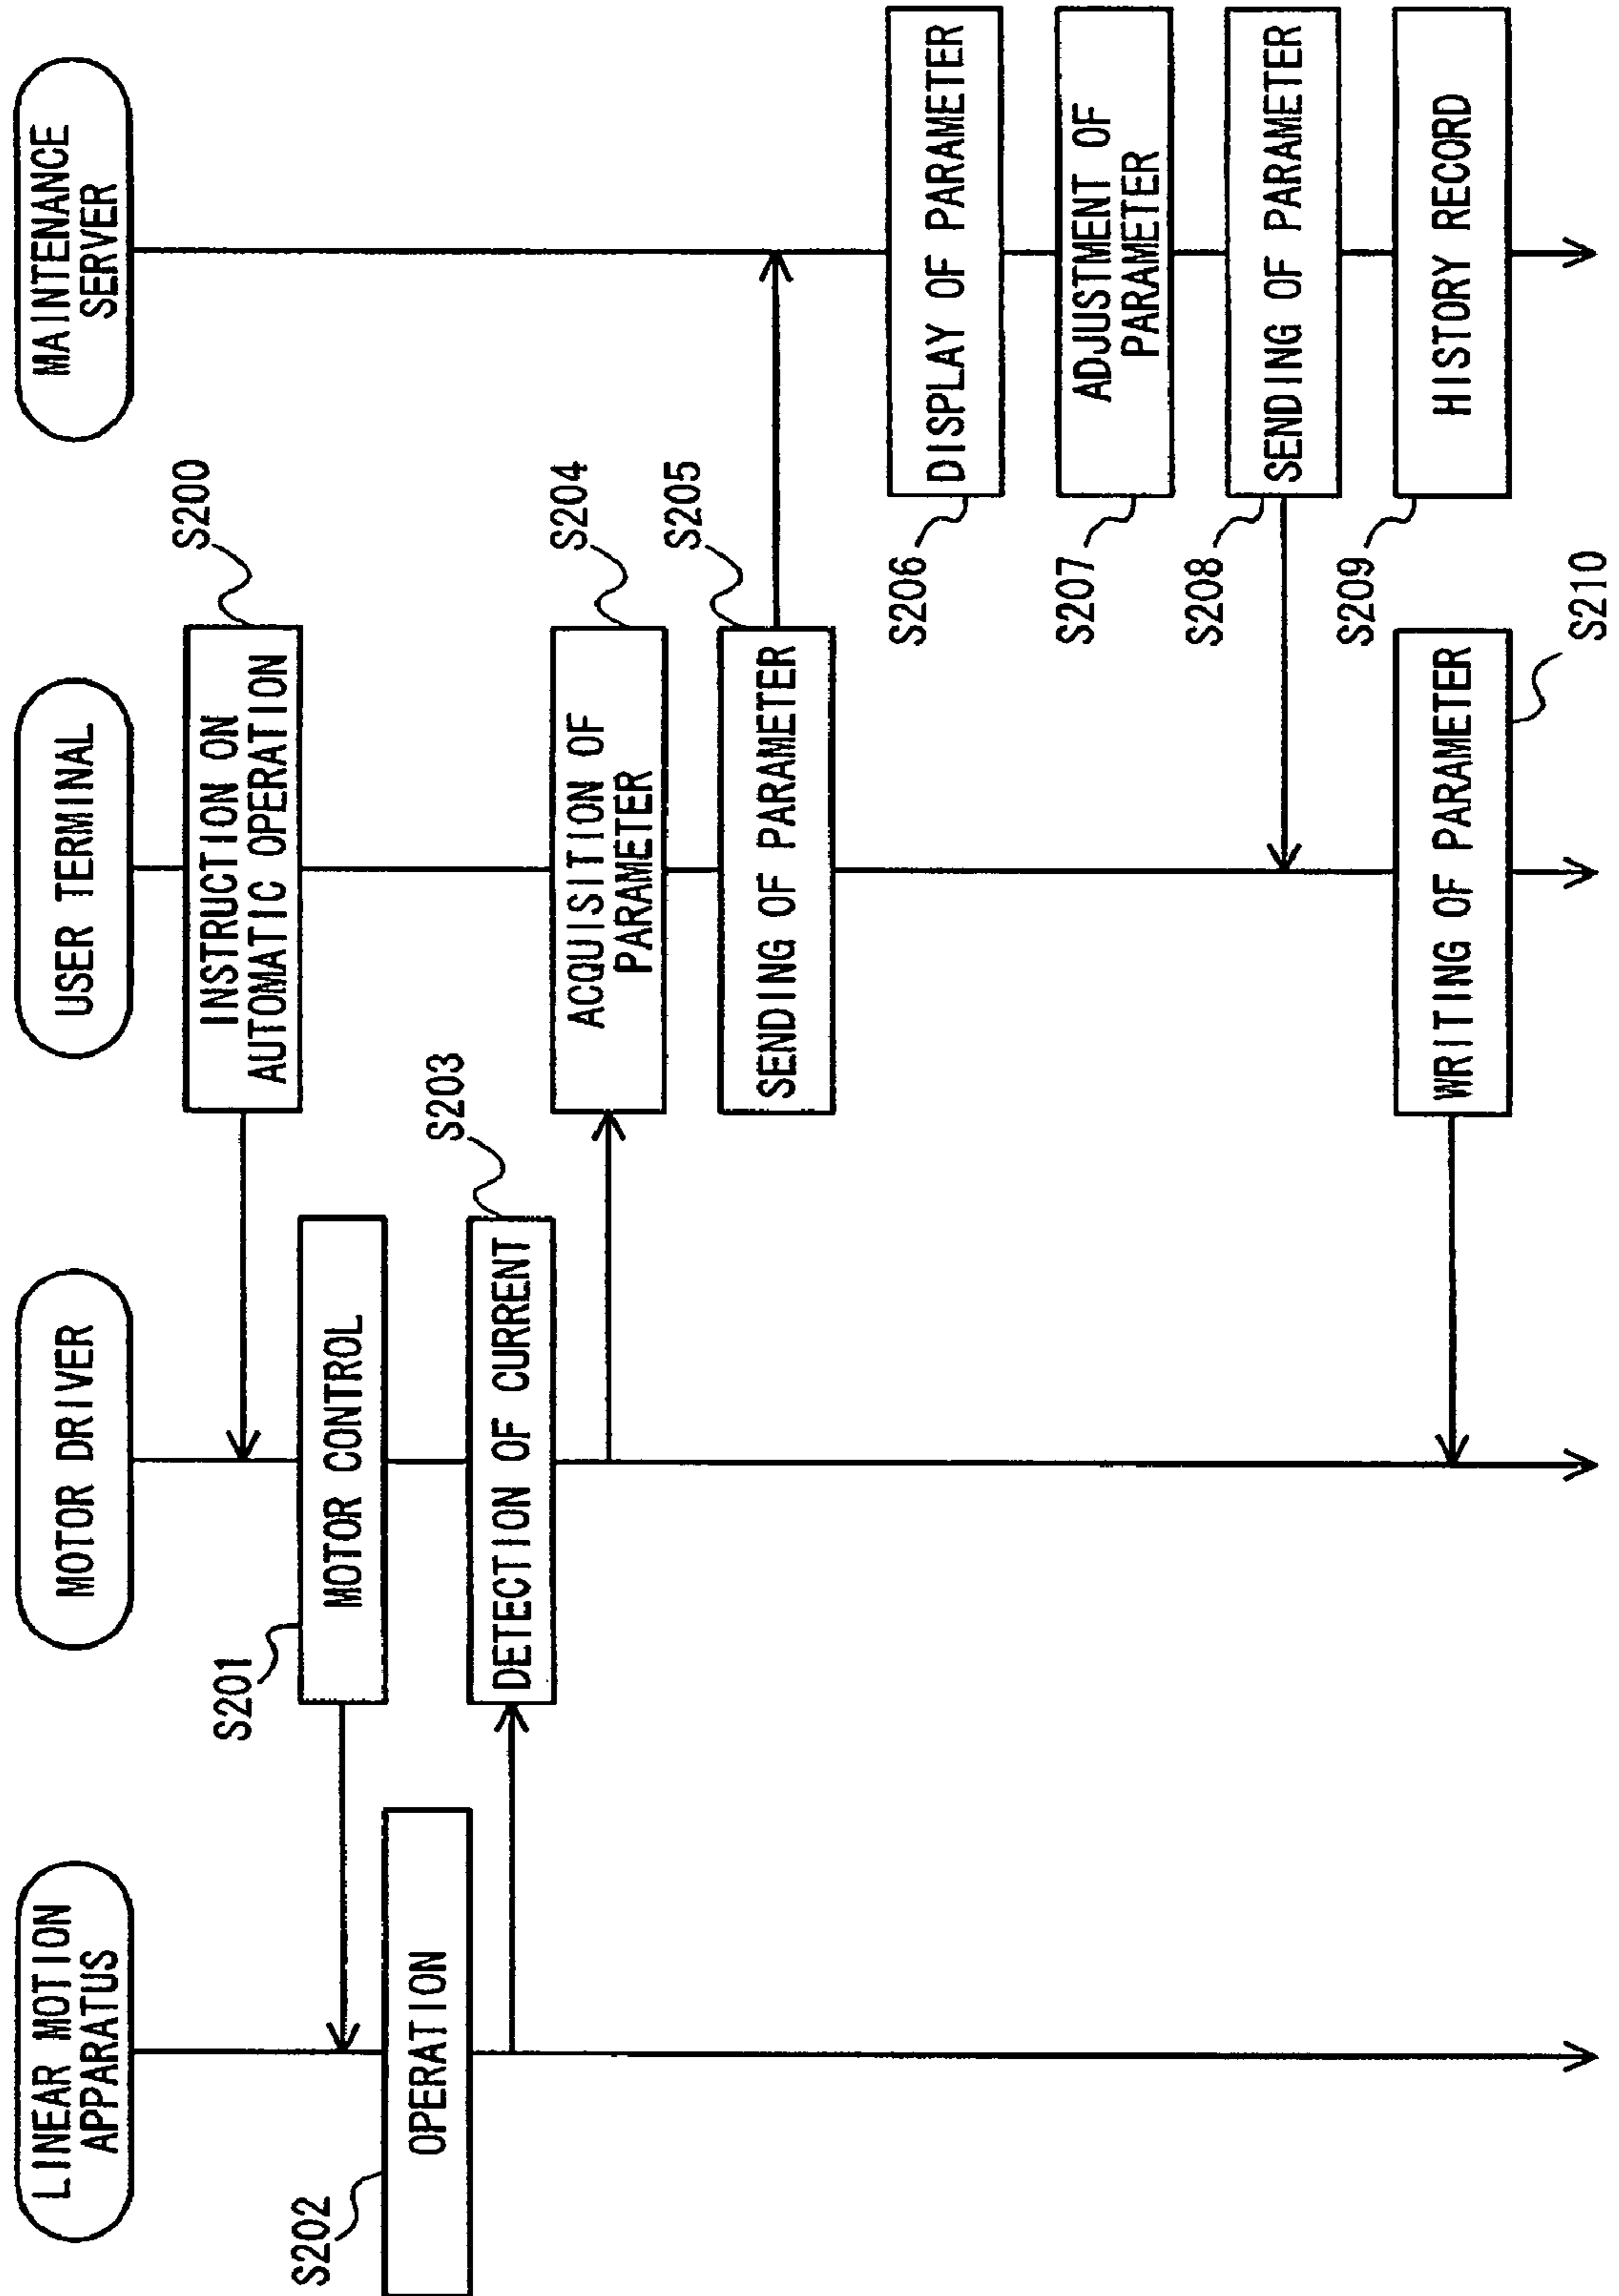 LINEAR MOTION
APPARATUS
MOTOR DRIVER
USER TERMINAL
MAINTENANCE
SERVER
INSTRUCTION ON
AUTOMATIC OPERATION
S200
S201
MOTOR CONTROL
S202
OPERATION
DETECTION OF CURRENT
S203
ACQUISITION OF
PARAMETER
S204
SENDING OF PARAMETER
S205
S206
DISPLAY OF PARAMETER
S207
ADJUSTMENT OF
PARAMETER
S208
SENDING OF PARAMETER
S209
HISTORY RECORD
WRITING OF PARAMETER
S210